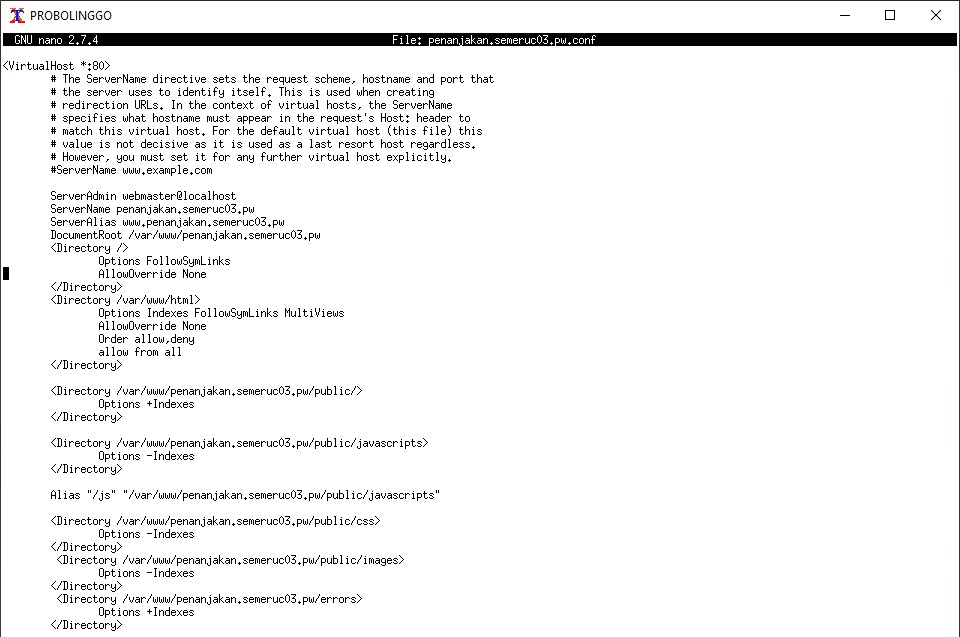 PROBOLINGGO
GNU nano 2.7.4 File: penanjakan.semeruc03.pw.conf
<VirtualHost *:80>
# The ServerName directive sets the request scheme, hostname and port that
# the server uses to identify itself. This is used when creating
# redirection URLs. In the context of virtual hosts, the ServerName
# specifies what hostname must appear in the request's Host: header to
# match this virtual host. For the default virtual host (this file) this
# value is not decisive as it is used as a last resort host regardless.
# However, you must set it for any further virtual host explicitly.
#ServerName www.example.com
ServerAdmin webmaster@localhost
ServerName penanjakan.semeruc03.pw
ServerAlias www.penanjakan.semeruc03.pw
DocumentRoot /var/www/penanjakan.semeruc03.pw
<Directory />
Options FollowSymLinks
AllowOverride None
</Directory>
<Directory /var/www/html>
Options Indexes FollowSymLinks MultiViews
AllowOverride None
Order allow,deny
allow from all
</Directory>
<Directory /var/www/penanjakan.semeruc03.pw/public/>
Options +Indexes
</Directory>
<Directory /var/www/penanjakan.semeruc03.pw/public/javascripts>
Options -Indexes
</Directory>
Alias "/js" "/var/www/penanjakan.semeruc03.pw/public/javascripts"
<Directory /var/www/penanjakan.semeruc03.pw/public/css>
Options -Indexes
</Directory>
<Directory /var/www/penanjakan.semeruc03.pw/public/images>
Options -Indexes
</Directory>
<Directory /var/www/penanjakan.semeruc03.pw/errors>
Options +Indexes
</Directory>